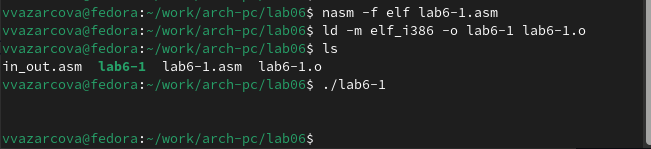 vvazarcova@fedora:~/work/arch-pc/lab06$ nasm -f elf lab6-1.asm
vvazarcova@fedora:~/work/arch-pc/lab06$ ld -m elf_i386 -o lab6-1 lab6-1.o
vvazarcova@fedora:~/work/arch-pc/lab06$ ls
in_out.asm  lab6-1  lab6-1.asm  lab6-1.o
vvazarcova@fedora:~/work/arch-pc/lab06$ ./lab6-1
vvazarcova@fedora:~/work/arch-pc/lab06$